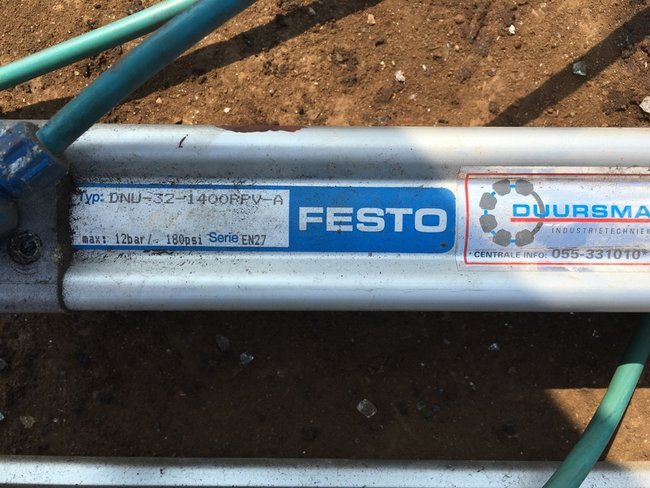 Typ: DNU-32-1400PPV-A
max: 12bar/. 180psi Serie EN27
FESTO
DUURSMA
INDUSTRIETECHNIEK
* CENTRALE INFO: 055-331010*